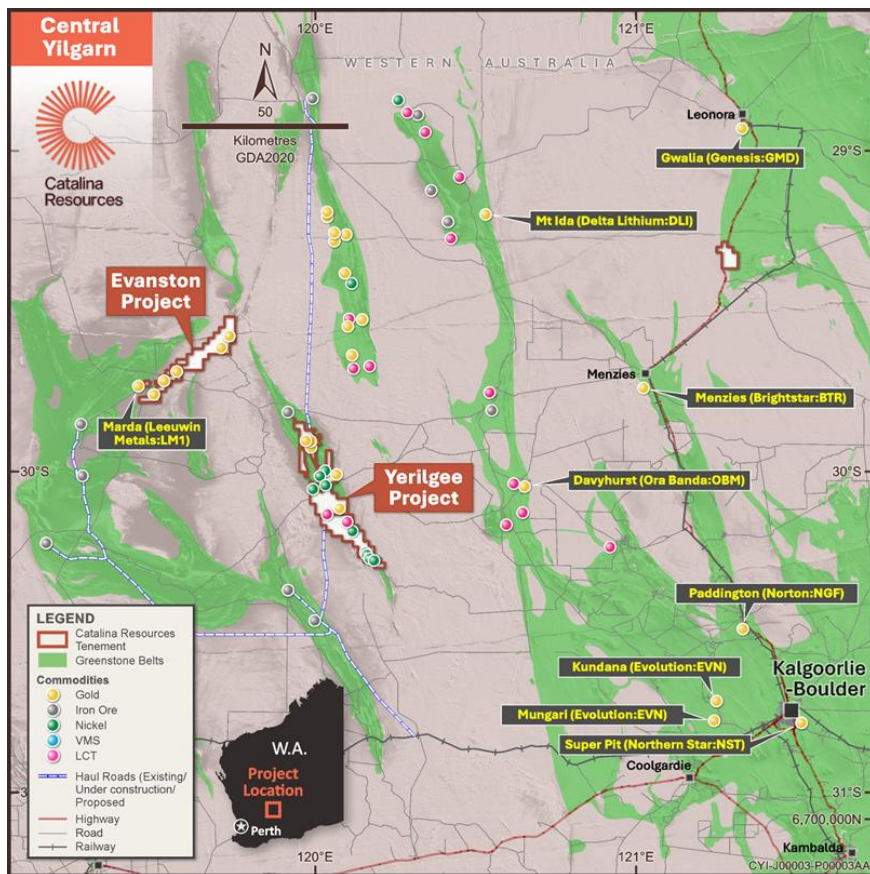 Central
Yilgarn
Catalina
Resources
N
50
Kilometres
GDA2020
120°E
121°E
WESTERN AUSTRALIA
Leonora
29°S
Gwalia (Genesis:GMD)
Mt Ida (Delta Lithium:DLI)
Evanston
Project
Menzies
Menzies (Brightstar:BTR)
Marda (Leeuwin
Metals:LM1)
30°S
30°S
Yerilgee
Project
Davyhurst (Ora Banda:OBM)
Paddington (Norton:NGF)
Kundana (Evolution:EVN)
Kalgoorlie
-Boulder
Mungari (Evolution:EVN)
Super Pit (Northern Star:NST)
Coolgardie
31°S
6,700,000N
Kambalda
120°E
121°E
CYI-J00003-P00003AA
LEGEND
Catalina Resources
Tenement
Greenstone Belts
Commodities
Gold
Iron Ore
Nickel
VMS
LCT
Haul Roads (Existing/
Under construction/
Proposed
Highway
Road
Railway
W.A.
Project
Location
Perth